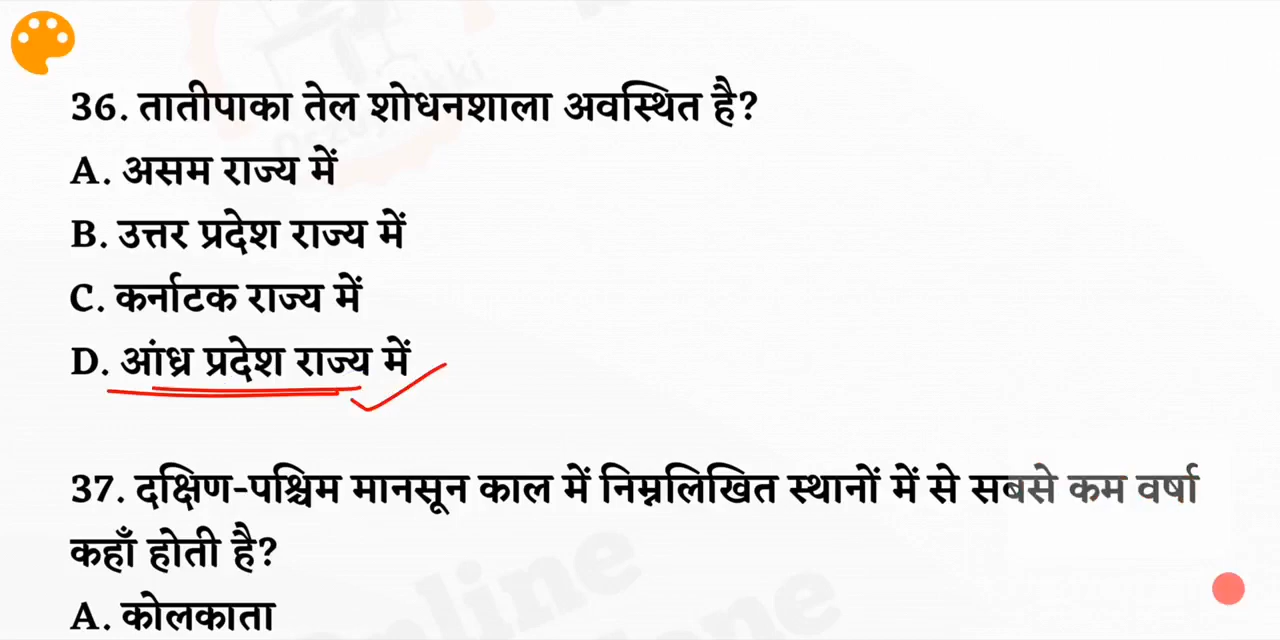 36. तातीपाका तेल शोधनशाला अवस्थित है?
A. असम राज्य में
B. उत्तर प्रदेश राज्य में
C. कर्नाटक राज्य में
D. आंध्र प्रदेश राज्य में
37. दक्षिण-पश्चिम मानसून काल में निम्नलिखित स्थानों में से सबसे कम वर्षा
कहाँ होती है?
A. कोलकाता